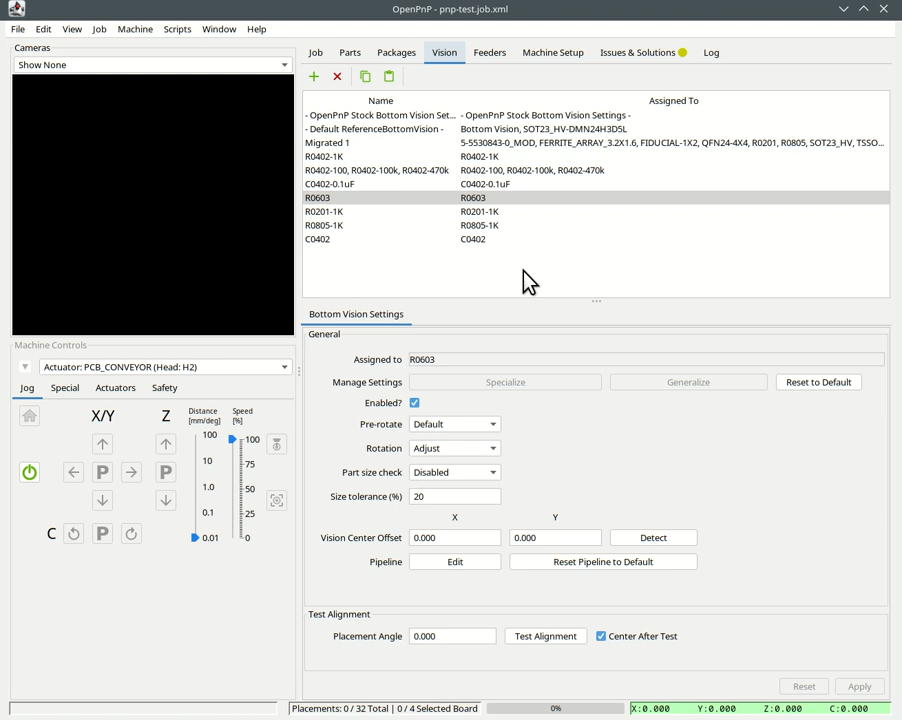 OpenPnP - pnp-test.job.xml
File Edit View Job Machine Scripts Window Help
Cameras
Show None
Machine Controls
Actuator: PCB_CONVEYOR (Head: H2)
Jog Special Actuators Safety
X/Y Z Distance [mm/deg] Speed [%]
100 100
10 75
1.0 50
0.1 25
0.01 0
P P
C P
Job Parts Packages Vision Feeders Machine Setup Issues & Solutions Log
Name Assigned To
- OpenPnP Stock Bottom Vision Set... - OpenPnP Stock Bottom Vision Settings -
- Default ReferenceBottomVision - Bottom Vision, SOT23_HV-DMN24H3D5L
Migrated 1 5-5530843-0_MOD, FERRITE_ARRAY_3.2X1.6, FIDUCIAL-1X2, QFN24-4X4, R0201, R0805, SOT23_HV, TSSO...
R0402-1K R0402-1K
R0402-100, R0402-100k, R0402-470k R0402-100, R0402-100k, R0402-470k
C0402-0.1uF C0402-0.1uF
R0603 R0603
R0201-1K R0201-1K
R0805-1K R0805-1K
C0402 C0402
Bottom Vision Settings
General
Assigned to R0603
Manage Settings Specialize Generalize Reset to Default
Enabled?
Pre-rotate Default
Rotation Adjust
Part size check Disabled
Size tolerance (%) 20
X Y
Vision Center Offset 0.000 0.000 Detect
Pipeline Edit Reset Pipeline to Default
Test Alignment
Placement Angle 0.000 Test Alignment Center After Test
Reset Apply
Placements: 0 / 32 Total | 0 / 4 Selected Board 0% X:0.000 Y:0.000 Z:0.000 C:0.000